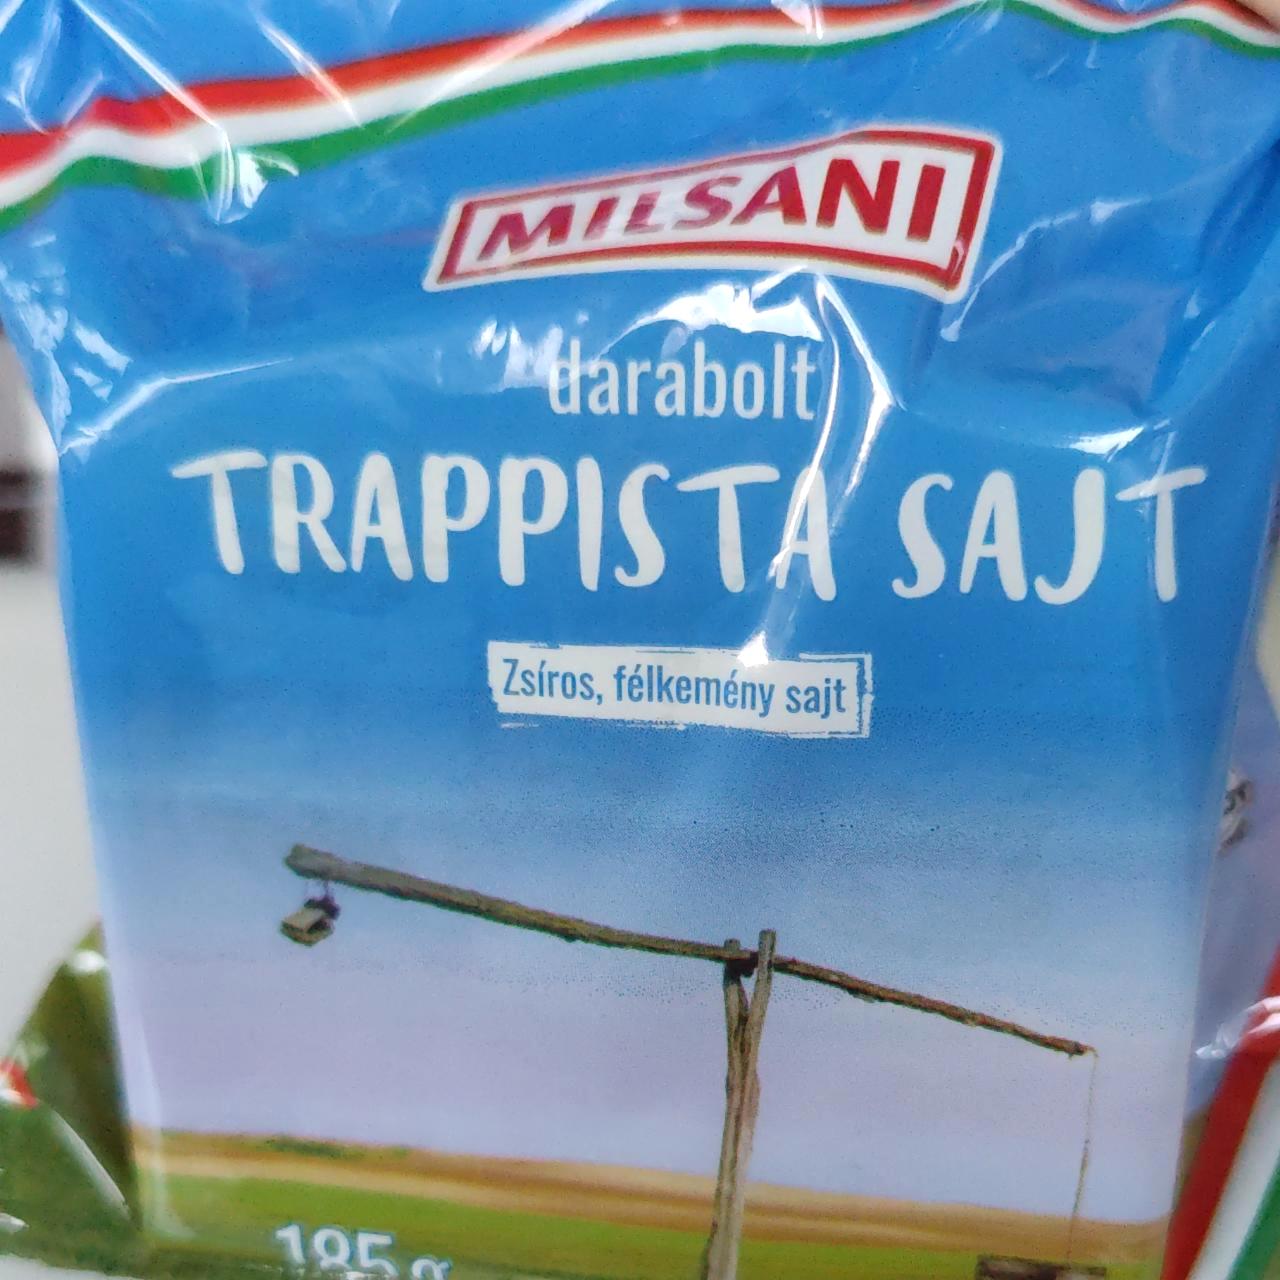 MILSANI
darabolt
TRAPPISTA SAJT
Zsíros, félkemény sajt